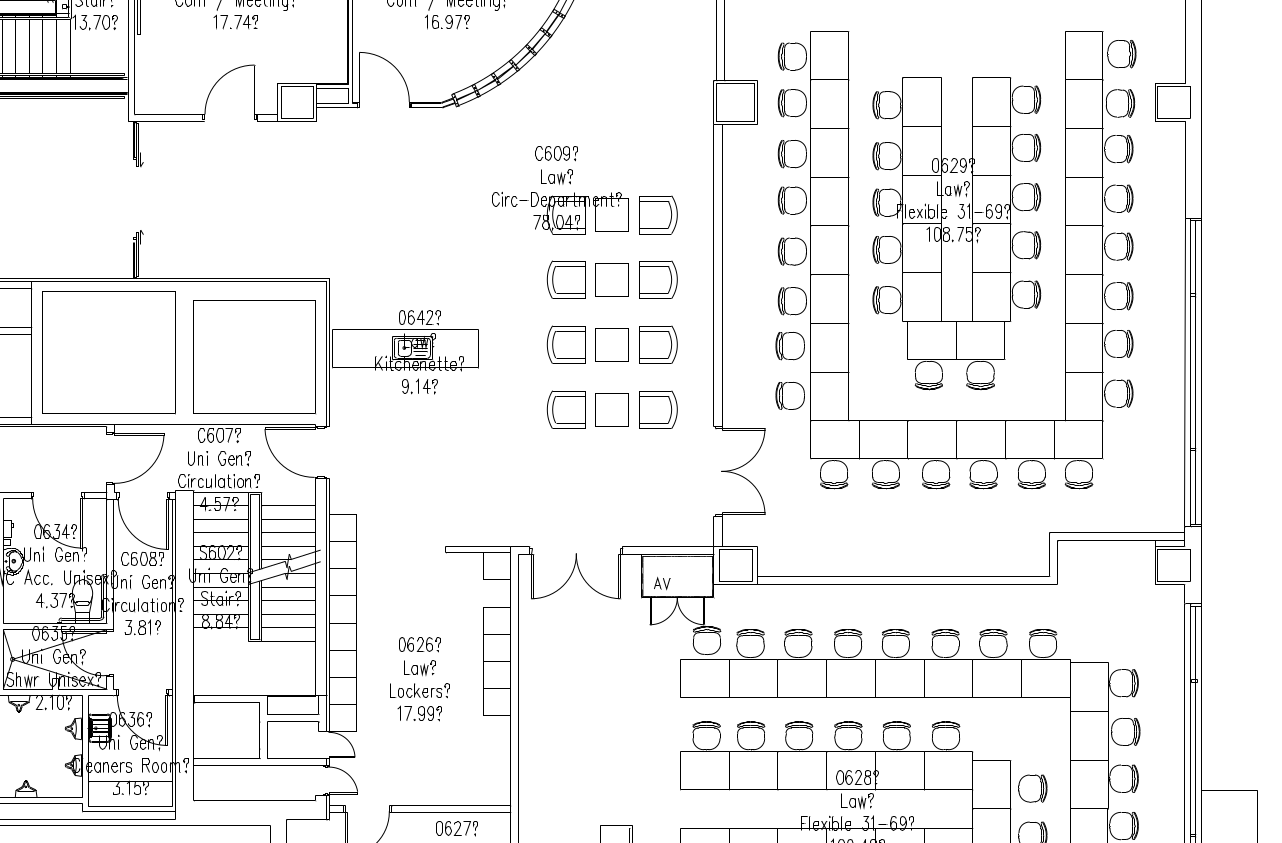 Stair?
13.70?
Conf / Meeting?
17.74?
Conf / Meeting?
16.97?
C609?
Law?
Circ-Department?
78.04?
0629?
Law?
Flexible 31-69?
108.75?
0642?
Law?
Kitchenette?
9.14?
C607?
Uni Gen?
Circulation?
4.57?
0634?
Uni Gen?
C Acc. Unisex?
4.37?
C608?
Uni Gen?
Circulation?
3.81?
S602?
Uni Gen?
Stair?
8.84?
AV
0635?
Uni Gen?
Shwr Unisex?
2.10?
0626?
Law?
Lockers?
17.99?
0636?
Uni Gen?
Cleaners Room?
3.15?
0628?
Law?
Flexible 31-69?
0627?